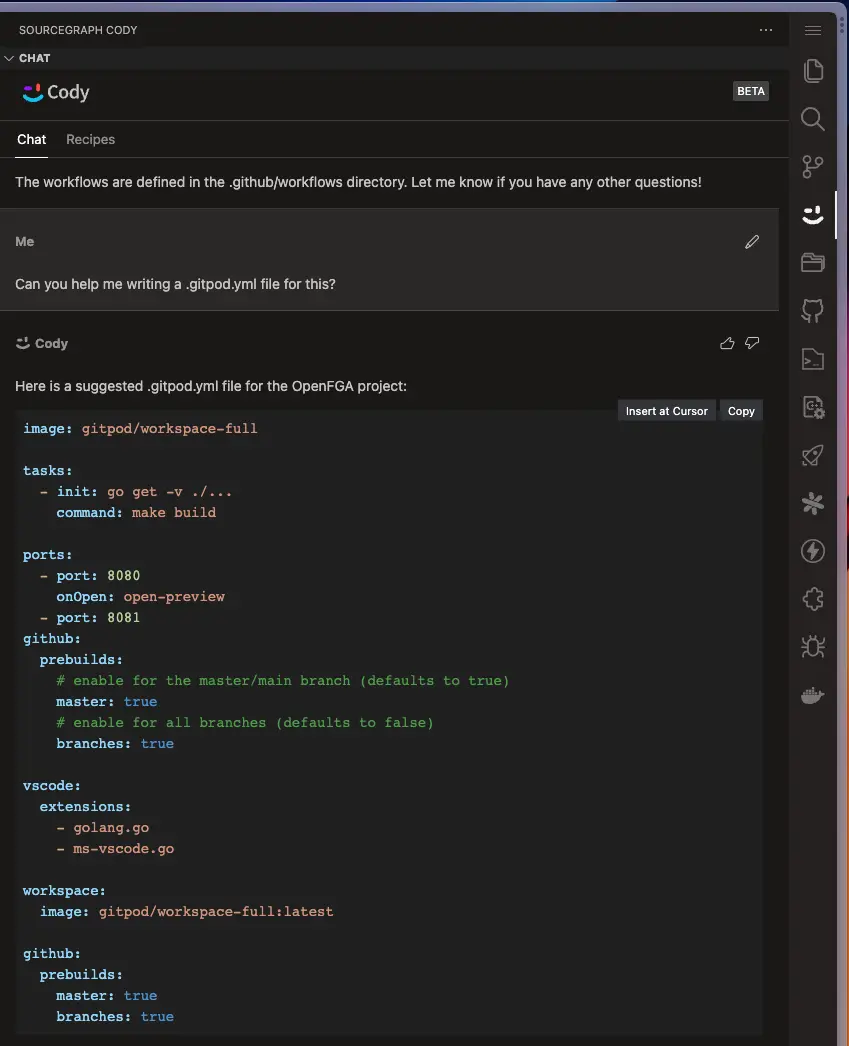 SOURCEGRAPH CODY
CHAT
Cody
BETA
Chat Recipes
The workflows are defined in the .github/workflows directory. Let me know if you have any other questions!
Me
Can you help me writing a .gitpod.yml file for this?
Cody
Here is a suggested .gitpod.yml file for the OpenFGA project:
Insert at Cursor Copy
image: gitpod/workspace-full
tasks:
  - init: go get -v ./...
    command: make build
ports:
  - port: 8080
    onOpen: open-preview
  - port: 8081
github:
  prebuilds:
    # enable for the master/main branch (defaults to true)
    master: true
    # enable for all branches (defaults to false)
    branches: true
vscode:
  extensions:
    - golang.go
    - ms-vscode.go
workspace:
  image: gitpod/workspace-full:latest
github:
  prebuilds:
    master: true
    branches: true